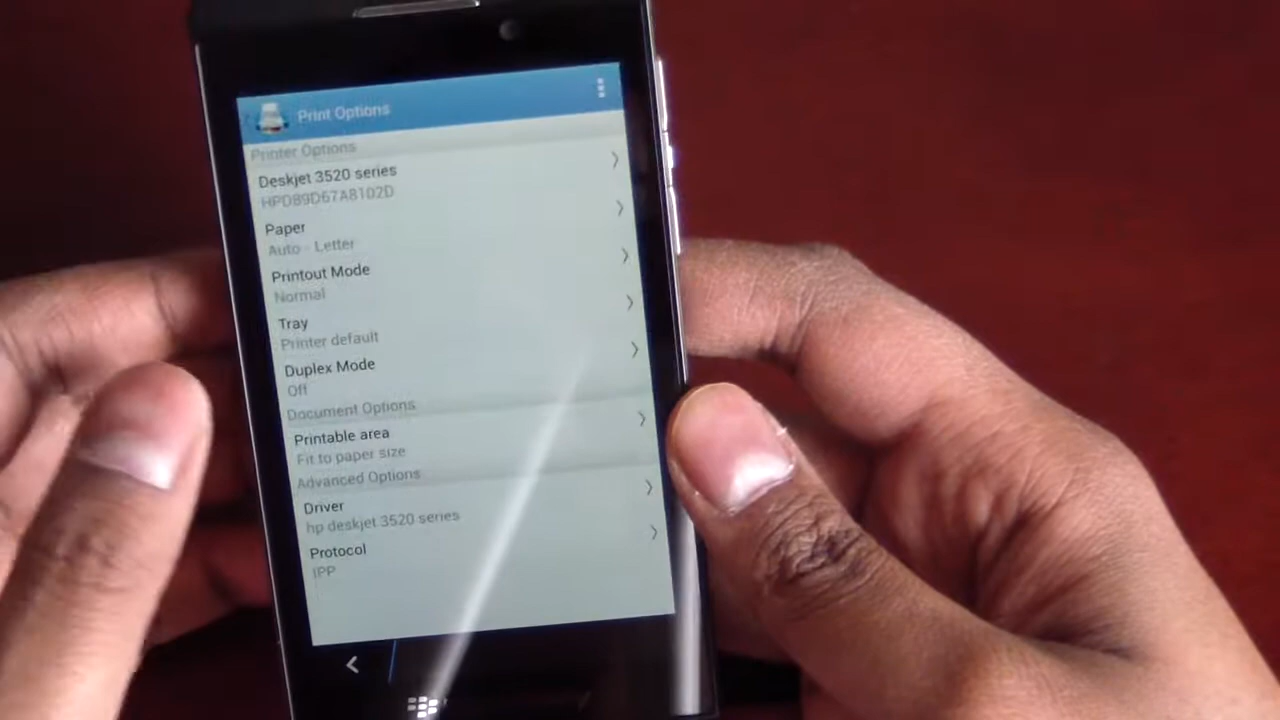 Print Options
Printer Options
Deskjet 3520 series
HPD89D67A8102D
Paper
Auto - Letter
Printout Mode
Normal
Tray
Printer default
Duplex Mode
Off
Document Options
Printable area
Fit to paper size
Advanced Options
Driver
hp deskjet 3520 series
Protocol
IPP